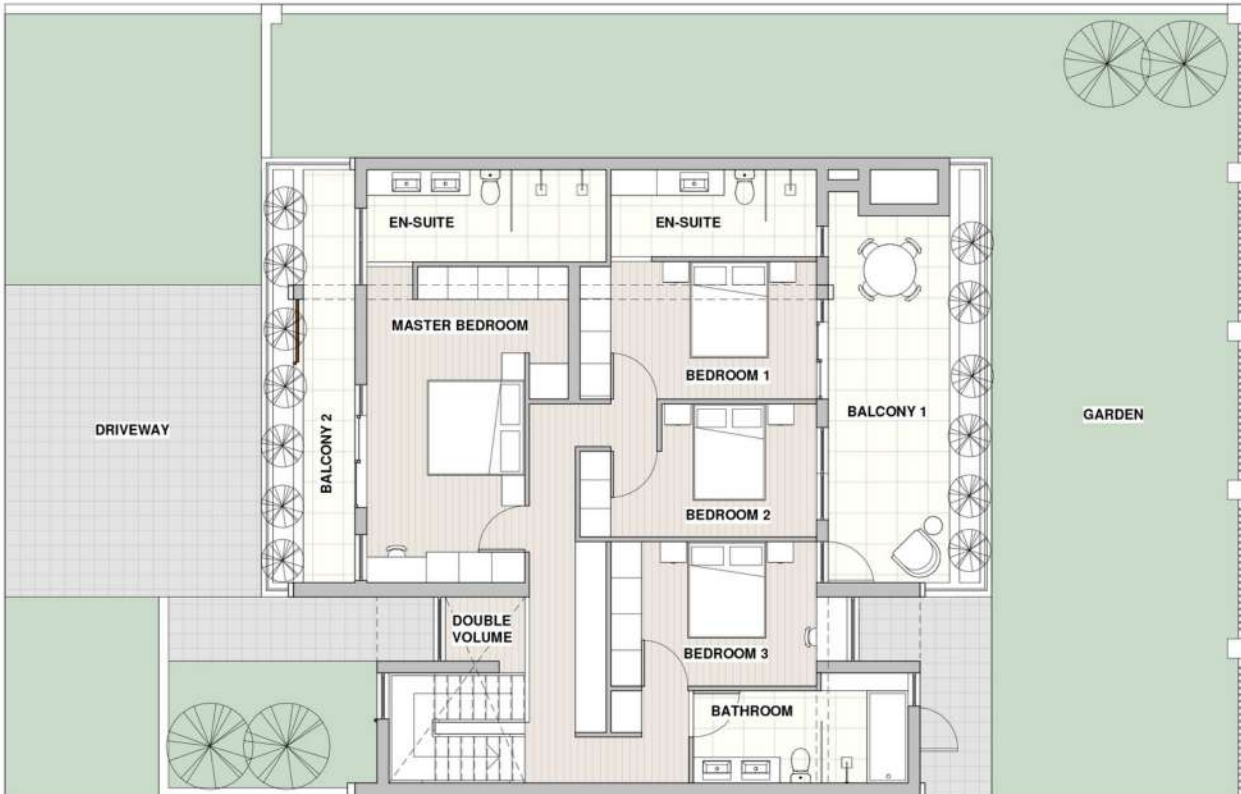 EN-SUITE
EN-SUITE
MASTER BEDROOM
BEDROOM 1
BALCONY 1
GARDEN
DRIVEWAY
BALCONY 2
BEDROOM 2
DOUBLE
VOLUME
BEDROOM 3
BATHROOM